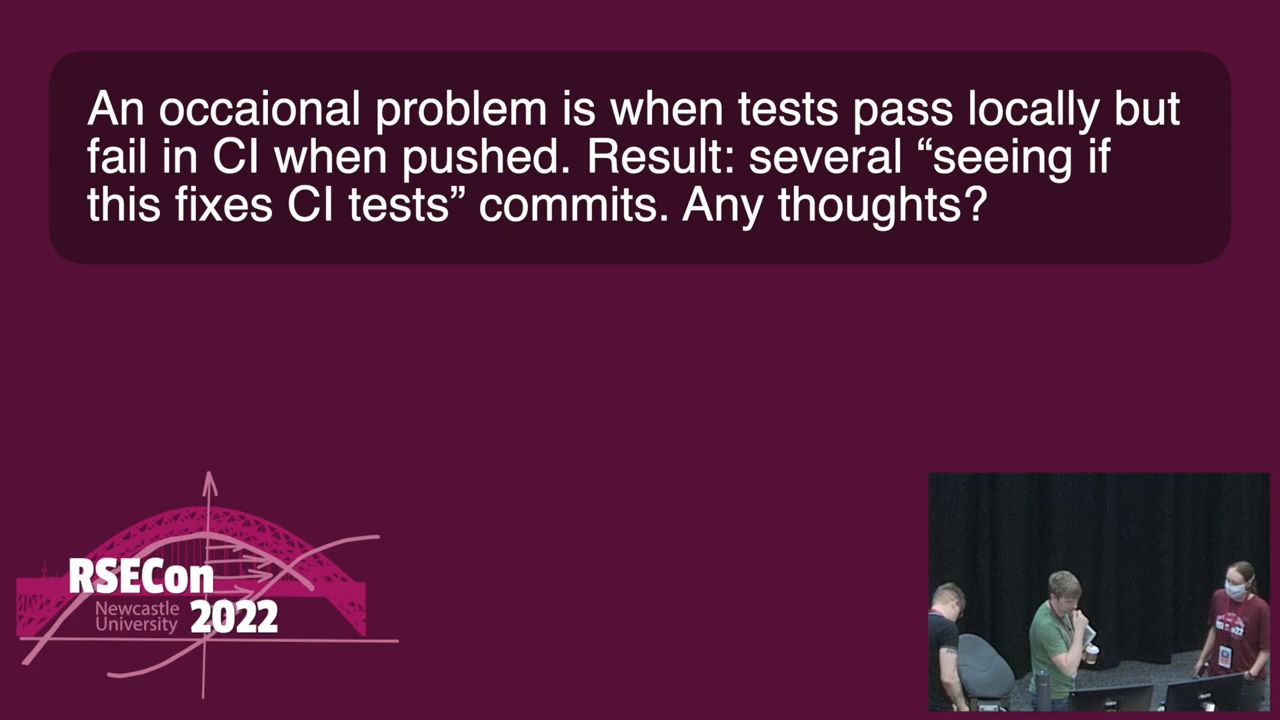 An occaional problem is when tests pass locally but
fail in CI when pushed. Result: several “seeing if
this fixes CI tests” commits. Any thoughts?
RSECon
Newcastle
University
2022